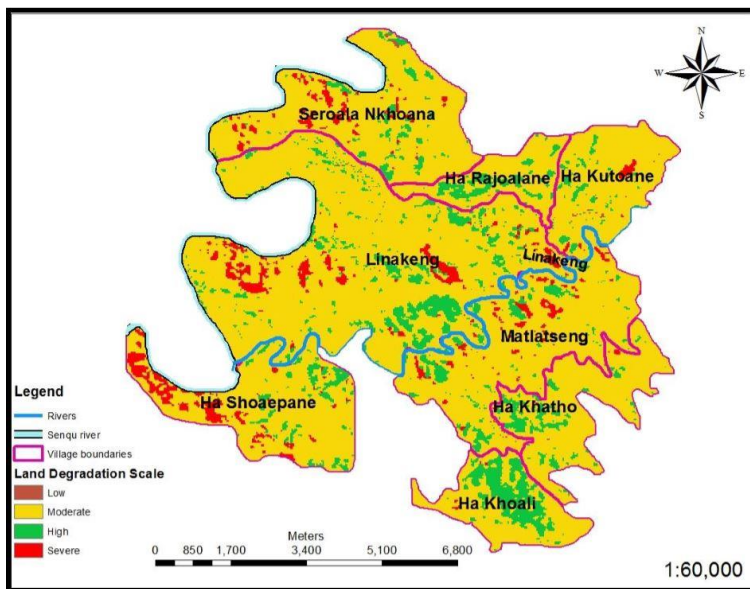 N
W
E
S
Seroala Nkhoana
Ha Rajoalane
Ha Kutoane
Linakeng
Linakeng
Matlatseng
Ha Shoaepane
Ha Khatho
Ha Khoali
Legend
Rivers
Senqu river
Village boundaries
Land Degradation Scale
Low
Moderate
High
Severe
Meters
0 850 1,700 3,400 5,100 6,800
1:60,000